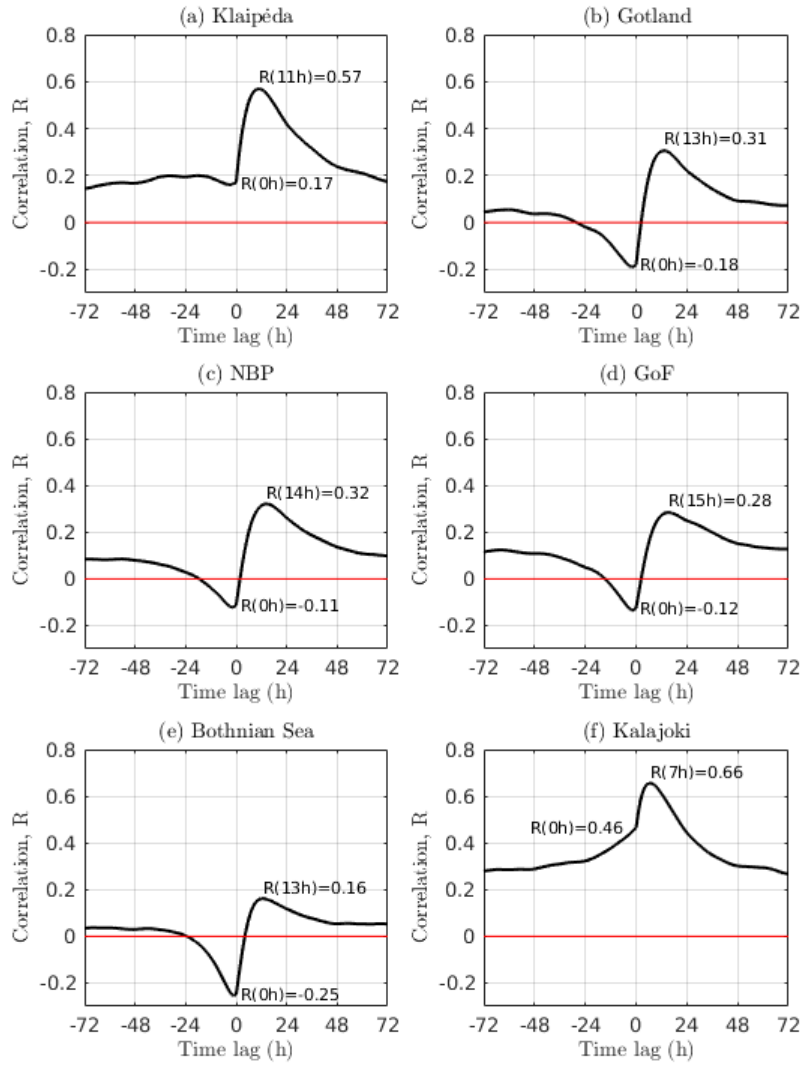 (a) Klaipéda
0.8
0.6
0.4
0.2
0
-0.2
Correlation, R
R(11h)=0.57
R(0h)=0.17
-72 -48 -24 0 24 48 72
Time lag (h)
(b) Gotland
0.8
0.6
0.4
0.2
0
-0.2
Correlation, R
R(13h)=0.31
R(0h)=-0.18
-72 -48 -24 0 24 48 72
Time lag (h)
(c) NBP
0.8
0.6
0.4
0.2
0
-0.2
Correlation, R
R(14h)=0.32
R(0h)=-0.11
-72 -48 -24 0 24 48 72
Time lag (h)
(d) GoF
0.8
0.6
0.4
0.2
0
-0.2
Correlation, R
R(15h)=0.28
R(0h)=-0.12
-72 -48 -24 0 24 48 72
Time lag (h)
(e) Bothnian Sea
0.8
0.6
0.4
0.2
0
-0.2
Correlation, R
R(13h)=0.16
R(0h)=-0.25
-72 -48 -24 0 24 48 72
Time lag (h)
(f) Kalajoki
0.8
0.6
0.4
0.2
0
-0.2
Correlation, R
R(7h)=0.66
R(0h)=0.46
-72 -48 -24 0 24 48 72
Time lag (h)